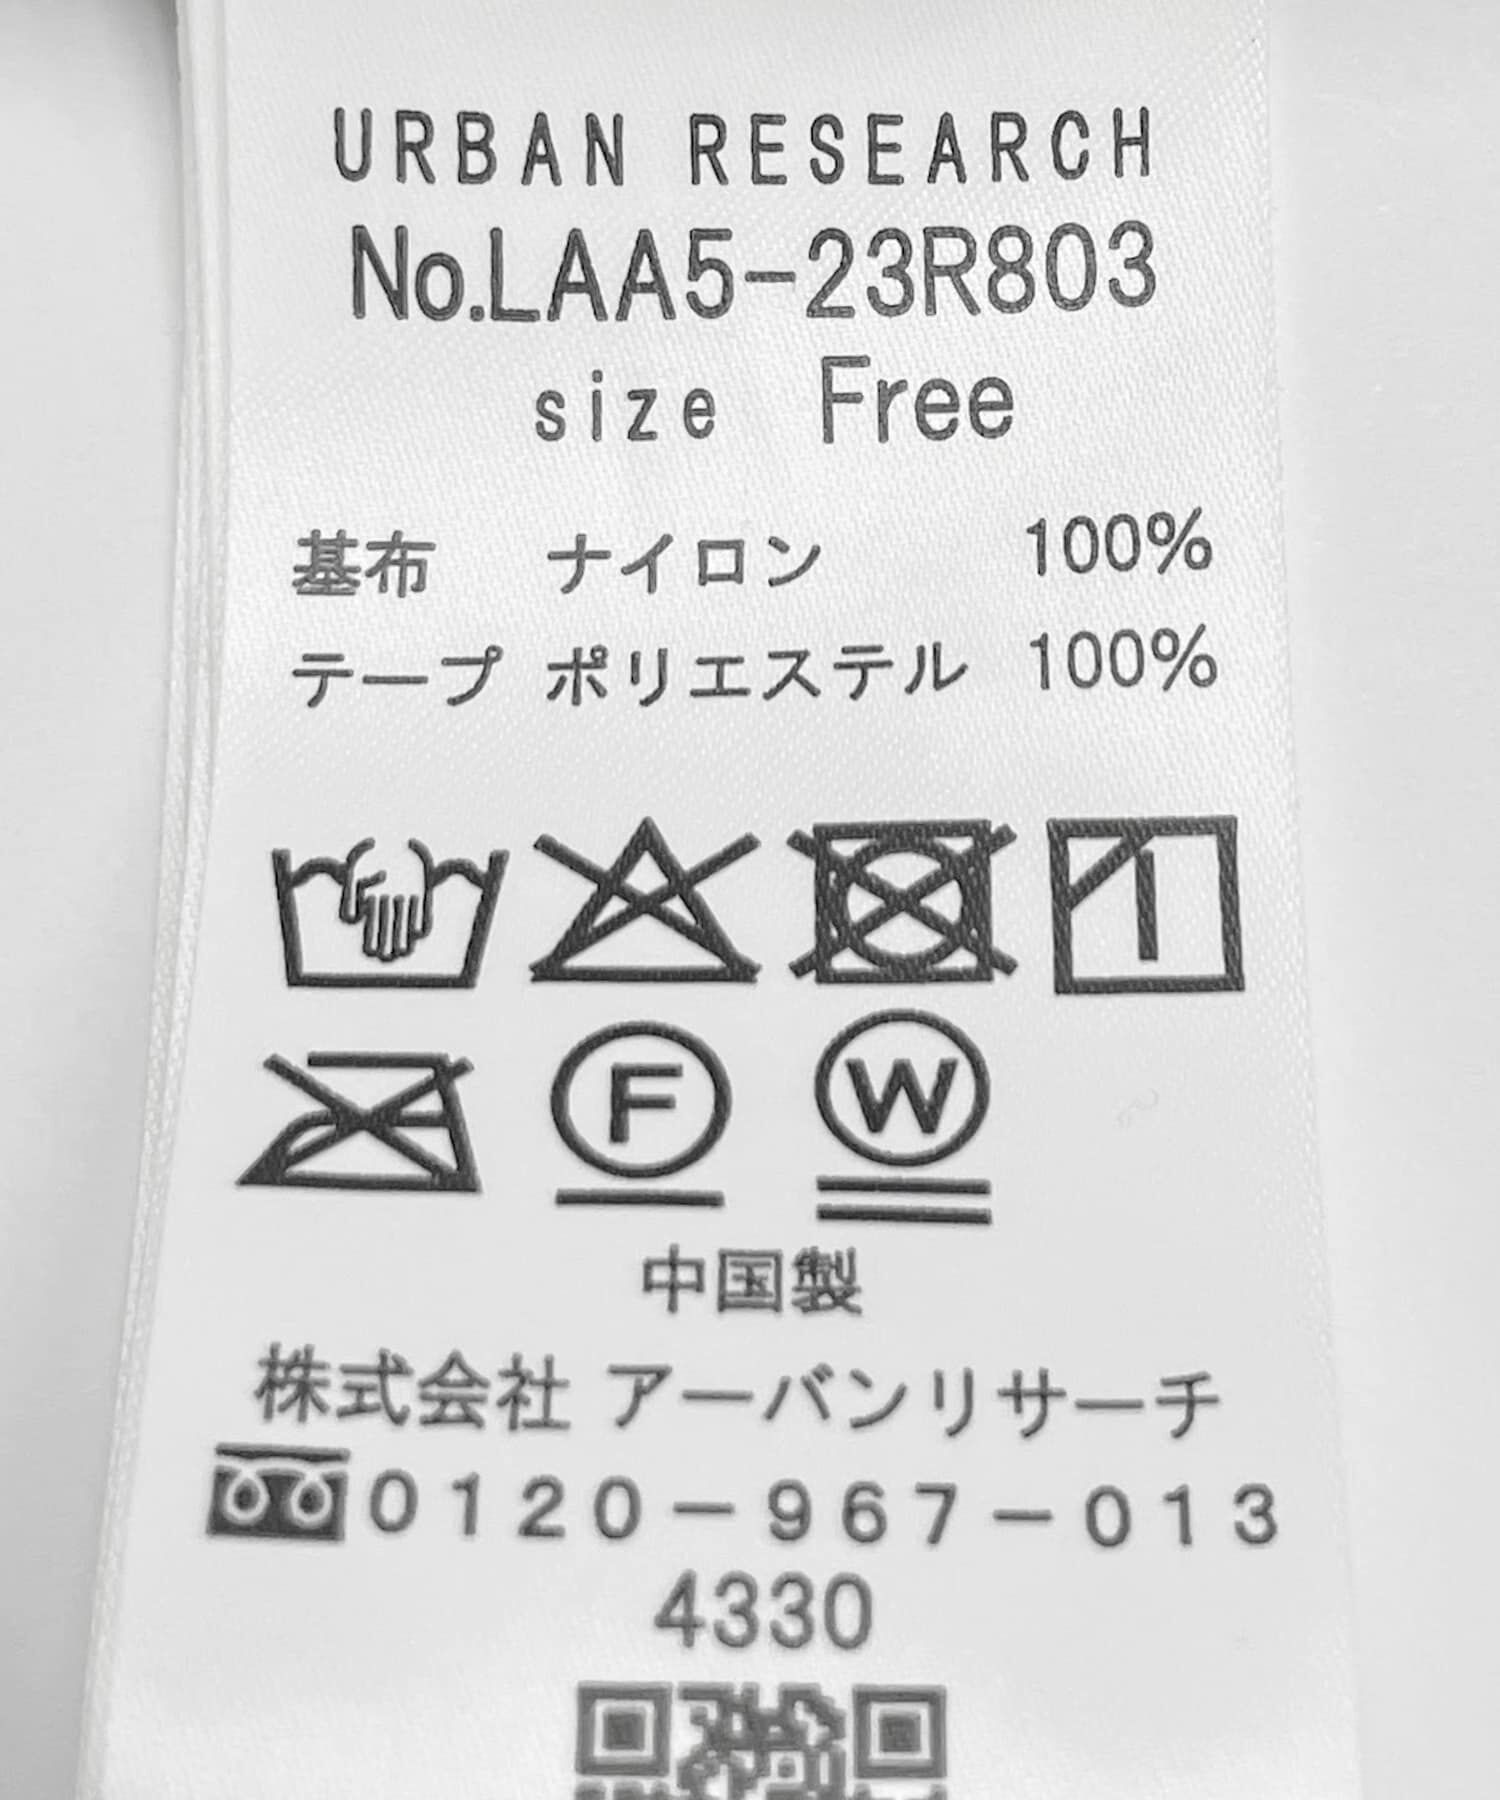 URBAN RESEARCH
No.LAA5-23R803
size Free
基布 ナイロン 100%
テープ ポリエステル 100%
F W
中国製
株式会社 アーバンリサーチ
0120-967-013
4330